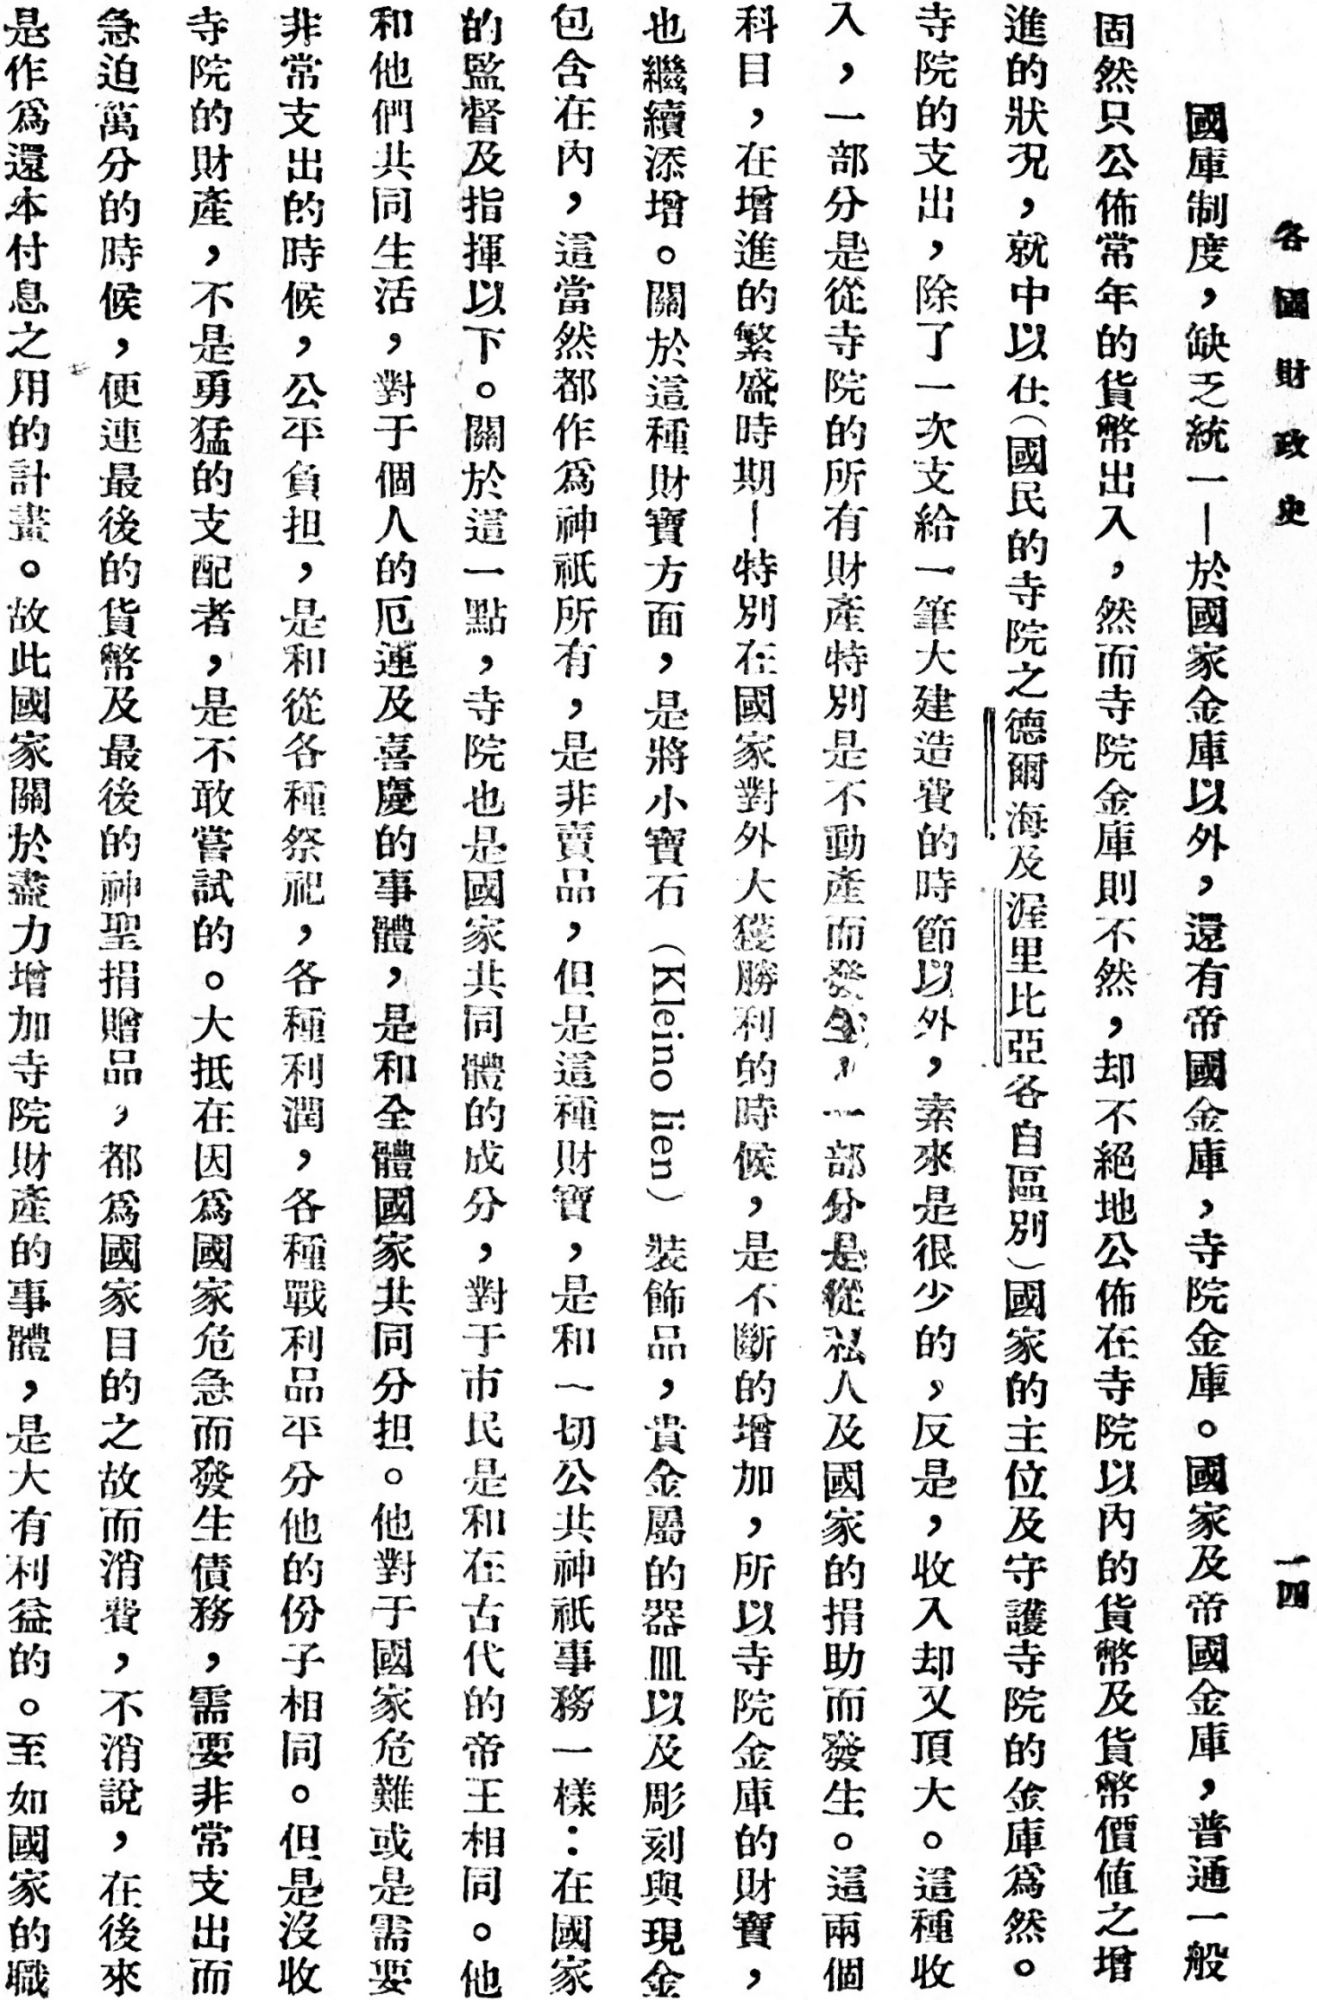 各國財政史
一四
國庫制度，缺乏統一—於國家金庫以外，還有帝國金庫，寺院金庫。國家及帝國金庫，普通一般
固然只公佈常年的貨幣出入，然而寺院金庫則不然，却不絕地公佈在寺院以內的貨幣及貨幣價值之增
進的狀況，就中以在（國民的寺院之德爾海及渥里比亞各自區別）國家的主位及守護寺院的金庫爲然。
寺院的支出，除了一次支給一筆大建造費的時節以外，素來是很少的，反是，收入却又頂大。這種收
入，一部分是從寺院的所有財產特別是不動產而發生，一部分是從私人及國家的捐助而發生。這兩個
科目，在增進的繁盛時期—特別在國家對外大獲勝利的時候，是不斷的增加，所以寺院金庫的財寶，
也繼續添增。關於這種財寶方面，是將小寶石（Kleino lien）裝飾品，貴金屬的器皿以及彫刻與現金
包含在內，這當然都作爲神祇所有，是非賣品，但是這種財寶，是和一切公共神祇事務一樣：在國家
的監督及指揮以下。關於這一點，寺院也是國家共同體的成分，對于市民是和在古代的帝王相同。他
和他們共同生活，對于個人的厄運及喜慶的事體，是和全體國家共同分担。他對于國家危難或是需要
非常支出的時候，公平負担，是和從各種祭祀，各種利潤，各種戰利品平分他的份子相同。但是沒收
寺院的財產，不是勇猛的支配者，是不敢嘗試的。大抵在因爲國家危急而發生債務，需要非常支出而
急迫萬分的時候，便連最後的貨幣及最後的神聖捐贈品，都爲國家目的之故而消費，不消說，在後來
是作爲還本付息之用的計畫。故此國家關於盡力增加寺院財產的事體，是大有利益的。至如國家的職